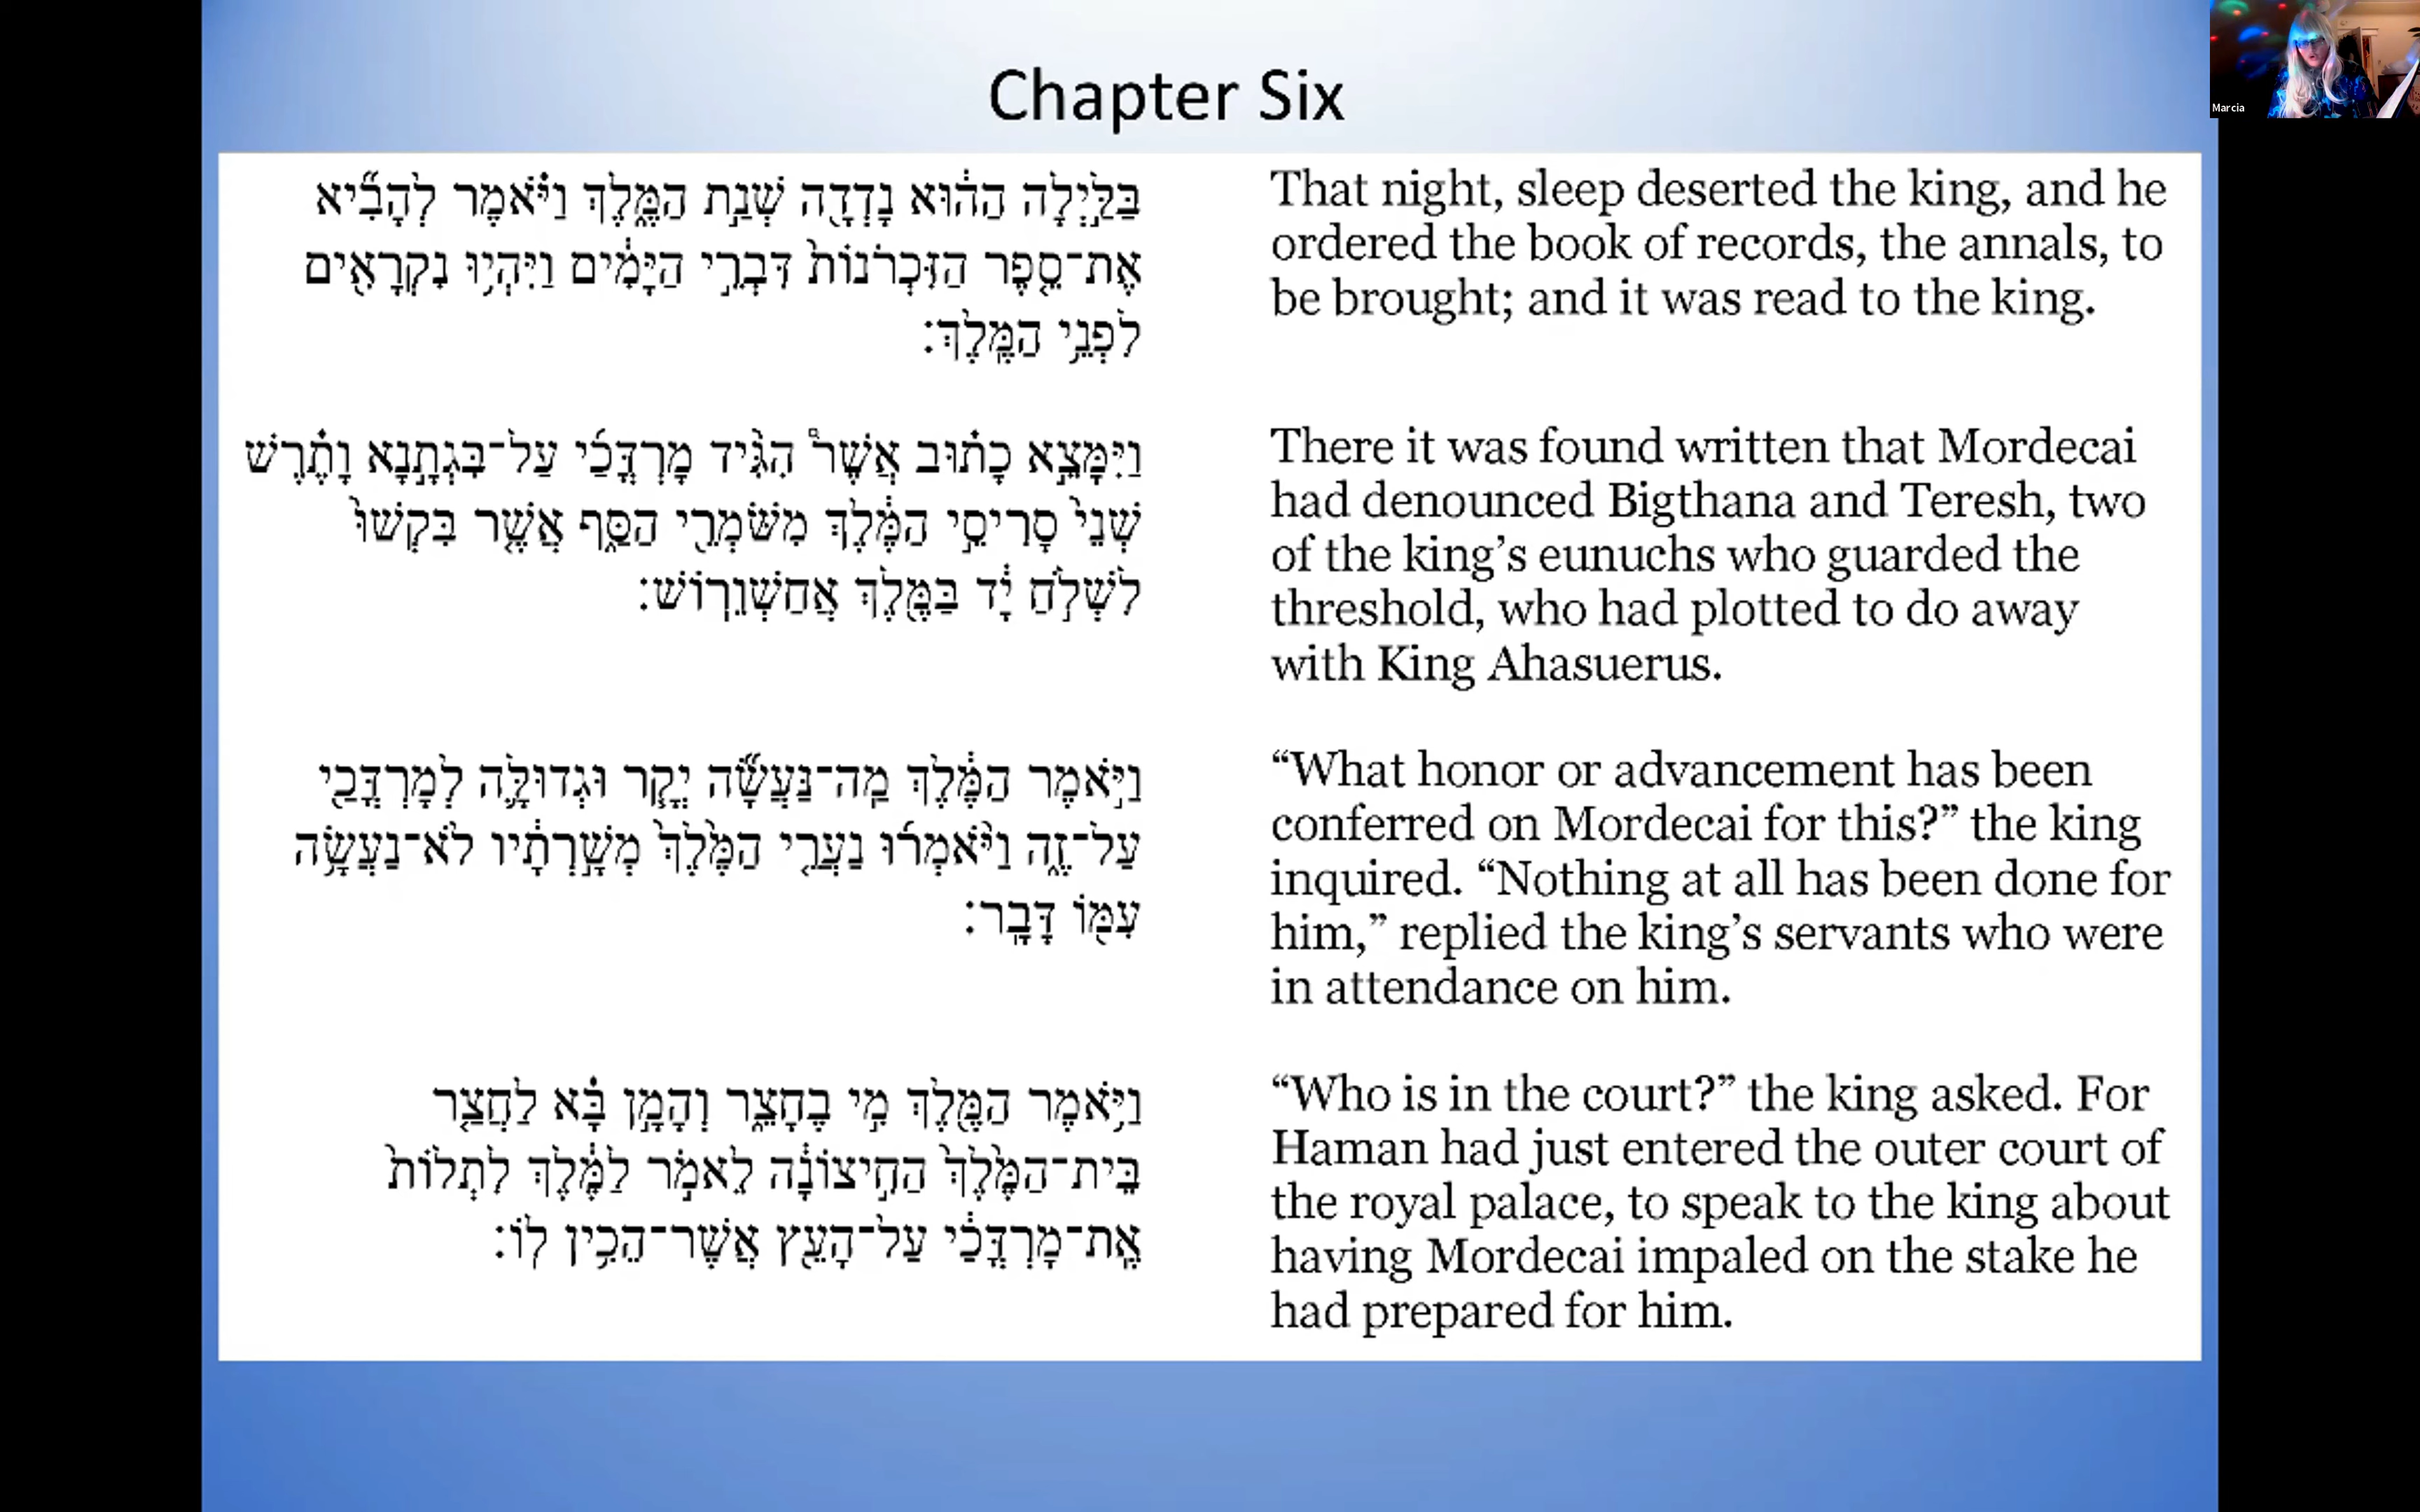 Chapter Six
Marcia
בַּלַּ֣יְלָה הַה֔וּא נָדְדָ֖ה שְׁנַ֣ת הַמֶּ֑לֶךְ וַיֹּ֗אמֶר לְהָבִ֞יא
אֶת־סֵ֤פֶר הַזִּכְרֹנוֹת֙ דִּבְרֵ֣י הַיָּמִ֔ים וַיִּהְי֥וּ נִקְרָאִ֖ים
לִפְנֵ֥י הַמֶּֽלֶךְ׃
וַיִּמָּצֵ֣א כָת֗וּב אֲשֶׁר֩ הִגִּ֨יד מָרְדֳּכַ֜י עַל־בִּגְתָ֣נָא וָתֶ֗רֶשׁ
שְׁנֵי֙ סָרִיסֵ֣י הַמֶּ֔לֶךְ מִשֹּׁמְרֵ֖י הַסַּ֑ף אֲשֶׁ֤ר בִּקְשׁוּ֙
לִשְׁלֹ֣חַ יָ֔ד בַּמֶּ֖לֶךְ אֲחַשְׁוֵרֽוֹשׁ׃
וַיֹּ֣אמֶר הַמֶּ֔לֶךְ מַֽה־נַּעֲשָׂ֞ה יְקָ֧ר וּגְדוּלָּ֛ה לְמָרְדֳּכַ֖י
עַל־זֶ֑ה וַיֹּ֨אמְר֜וּ נַעֲרֵ֤י הַמֶּ֙לֶךְ֙ מְשָׁ֣רְתָ֔יו לֹא־נַעֲשָׂ֥ה
עִמּ֖וֹ דָּבָֽר׃
וַיֹּ֥אמֶר הַמֶּ֖לֶךְ מִ֣י בֶחָצֵ֑ר וְהָמָ֣ן בָּ֗א לַחֲצַ֤ר
בֵּית־הַמֶּ֙לֶךְ֙ הַחִ֣יצוֹנָ֔ה לֵאמֹ֣ר לַמֶּ֔לֶךְ לִתְלוֹת֙
אֶֽת־מָרְדֳּכַ֔י עַל־הָעֵ֖ץ אֲשֶׁר־הֵכִ֥ין לֽוֹ׃
That night, sleep deserted the king, and he
ordered the book of records, the annals, to
be brought; and it was read to the king.
There it was found written that Mordecai
had denounced Bigthana and Teresh, two
of the king’s eunuchs who guarded the
threshold, who had plotted to do away
with King Ahasuerus.
“What honor or advancement has been
conferred on Mordecai for this?” the king
inquired. “Nothing at all has been done for
him,” replied the king’s servants who were
in attendance on him.
“Who is in the court?” the king asked. For
Haman had just entered the outer court of
the royal palace, to speak to the king about
having Mordecai impaled on the stake he
had prepared for him.